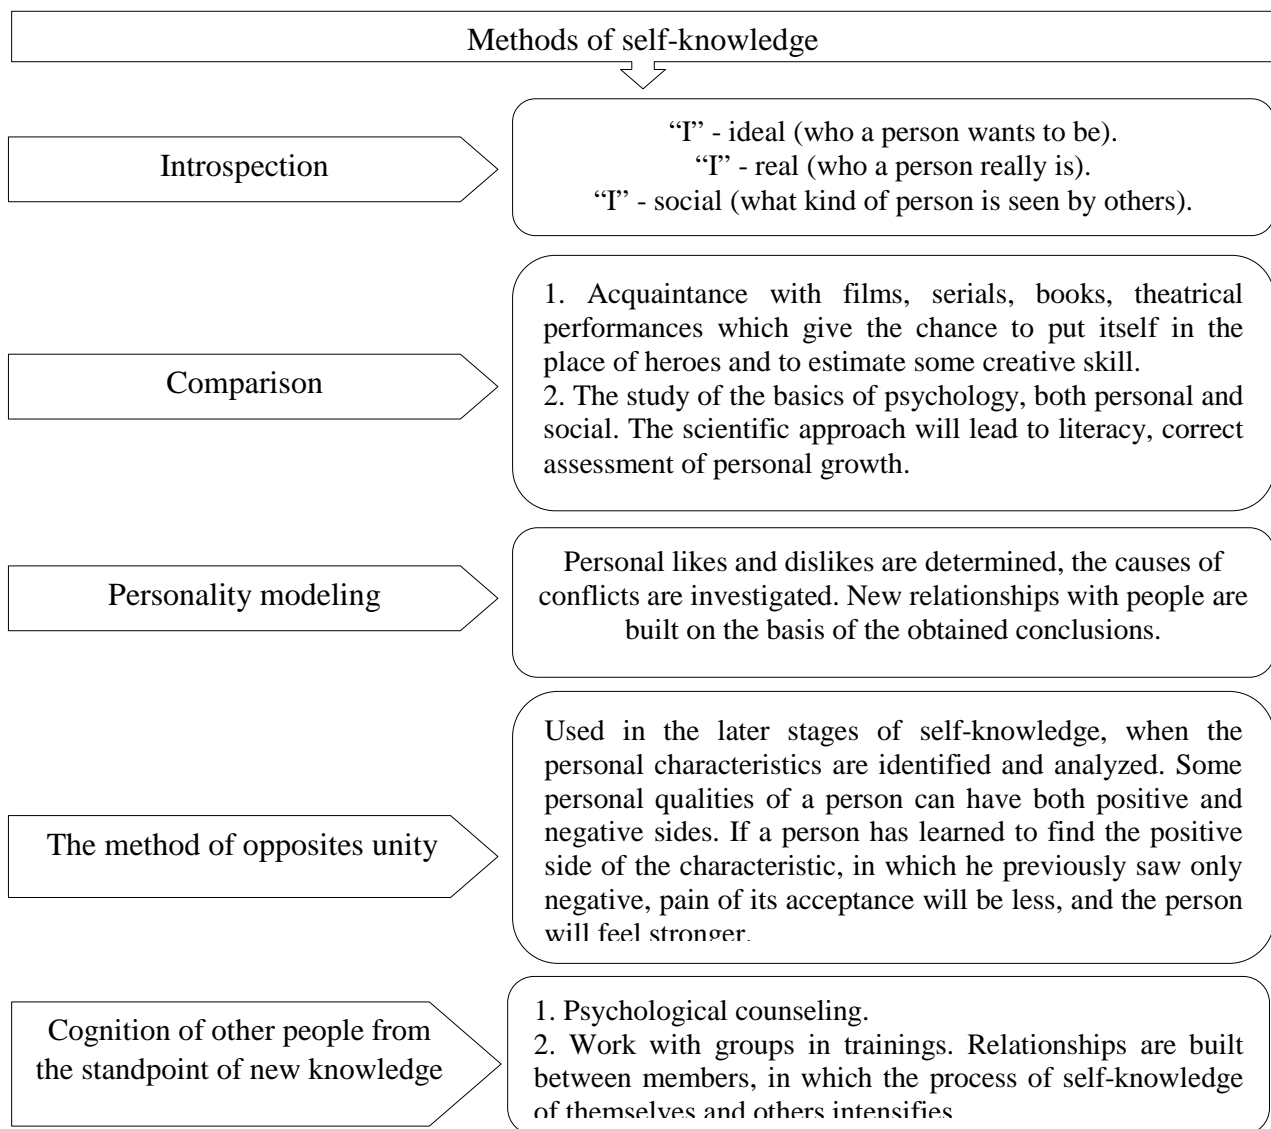 Methods of self-knowledge
Introspection
“I” - ideal (who a person wants to be).
“I” - real (who a person really is).
“I” - social (what kind of person is seen by others).
Comparison
1. Acquaintance with films, serials, books, theatrical
performances which give the chance to put itself in the
place of heroes and to estimate some creative skill.
2. The study of the basics of psychology, both personal and
social. The scientific approach will lead to literacy, correct
assessment of personal growth.
Personality modeling
Personal likes and dislikes are determined, the causes of
conflicts are investigated. New relationships with people are
built on the basis of the obtained conclusions.
The method of opposites unity
Used in the later stages of self-knowledge, when the
personal characteristics are identified and analyzed. Some
personal qualities of a person can have both positive and
negative sides. If a person has learned to find the positive
side of the characteristic, in which he previously saw only
negative, pain of its acceptance will be less, and the person
will feel stronger.
Cognition of other people from
the standpoint of new knowledge
1. Psychological counseling.
2. Work with groups in trainings. Relationships are built
between members, in which the process of self-knowledge
of themselves and others intensifies